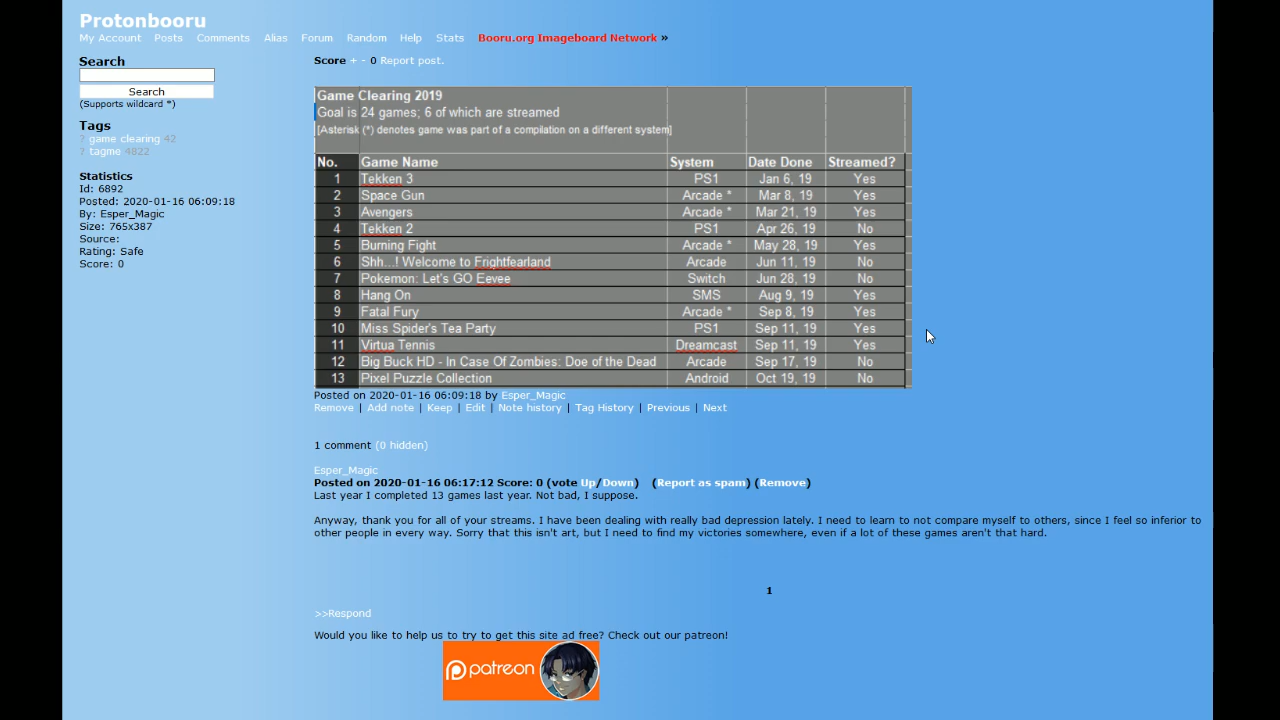 Protonbooru
My Account Posts Comments Alias Forum Random Help Stats Booru.org Imageboard Network »
Search
Search
(Supports wildcard *)
Tags
? game clearing 42
? tagme 4822
Statistics
Id: 6892
Posted: 2020-01-16 06:09:18
By: Esper_Magic
Size: 765x387
Source:
Rating: Safe
Score: 0
Score + - 0 Report post.
Game Clearing 2019
Goal is 24 games; 6 of which are streamed
[Asterisk (*) denotes game was part of a compilation on a different system]
No. Game Name System Date Done Streamed?
1 Tekken 3 PS1 Jan 6, 19 Yes
2 Space Gun Arcade * Mar 8, 19 Yes
3 Avengers Arcade * Mar 21, 19 Yes
4 Tekken 2 PS1 Apr 26, 19 No
5 Burning Fight Arcade * May 28, 19 Yes
6 Shh...! Welcome to Frightfearland Arcade Jun 11, 19 No
7 Pokemon: Let's GO Eevee Switch Jun 28, 19 No
8 Hang On SMS Aug 9, 19 Yes
9 Fatal Fury Arcade * Sep 8, 19 Yes
10 Miss Spider's Tea Party PS1 Sep 11, 19 Yes
11 Virtua Tennis Dreamcast Sep 11, 19 Yes
12 Big Buck HD - In Case Of Zombies: Doe of the Dead Arcade Sep 17, 19 No
13 Pixel Puzzle Collection Android Oct 19, 19 No
Posted on 2020-01-16 06:09:18 by Esper_Magic
Remove | Add note | Keep | Edit | Note history | Tag History | Previous | Next
1 comment (0 hidden)
Esper_Magic
Posted on 2020-01-16 06:17:12 Score: 0 (vote Up/Down) (Report as spam) (Remove)
Last year I completed 13 games last year. Not bad, I suppose.
Anyway, thank you for all of your streams. I have been dealing with really bad depression lately. I need to learn to not compare myself to others, since I feel so inferior to
other people in every way. Sorry that this isn't art, but I need to find my victories somewhere, even if a lot of these games aren't that hard.
1
>>Respond
Would you like to help us to try to get this site ad free? Check out our patreon!
patreon